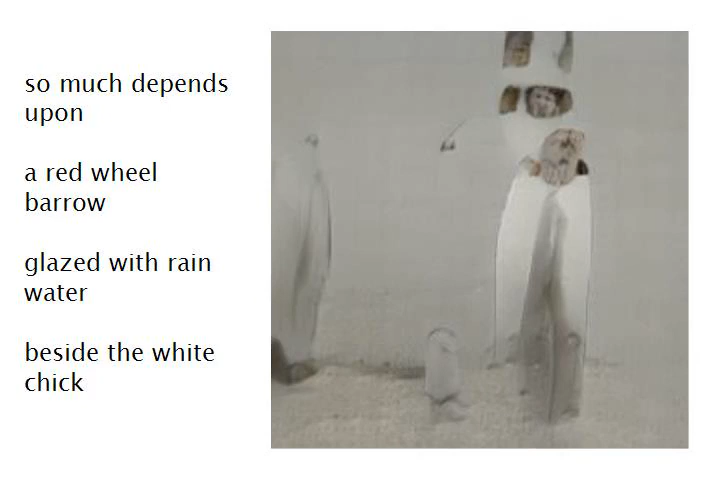 so much depends
upon
a red wheel
barrow
glazed with rain
water
beside the white
chick